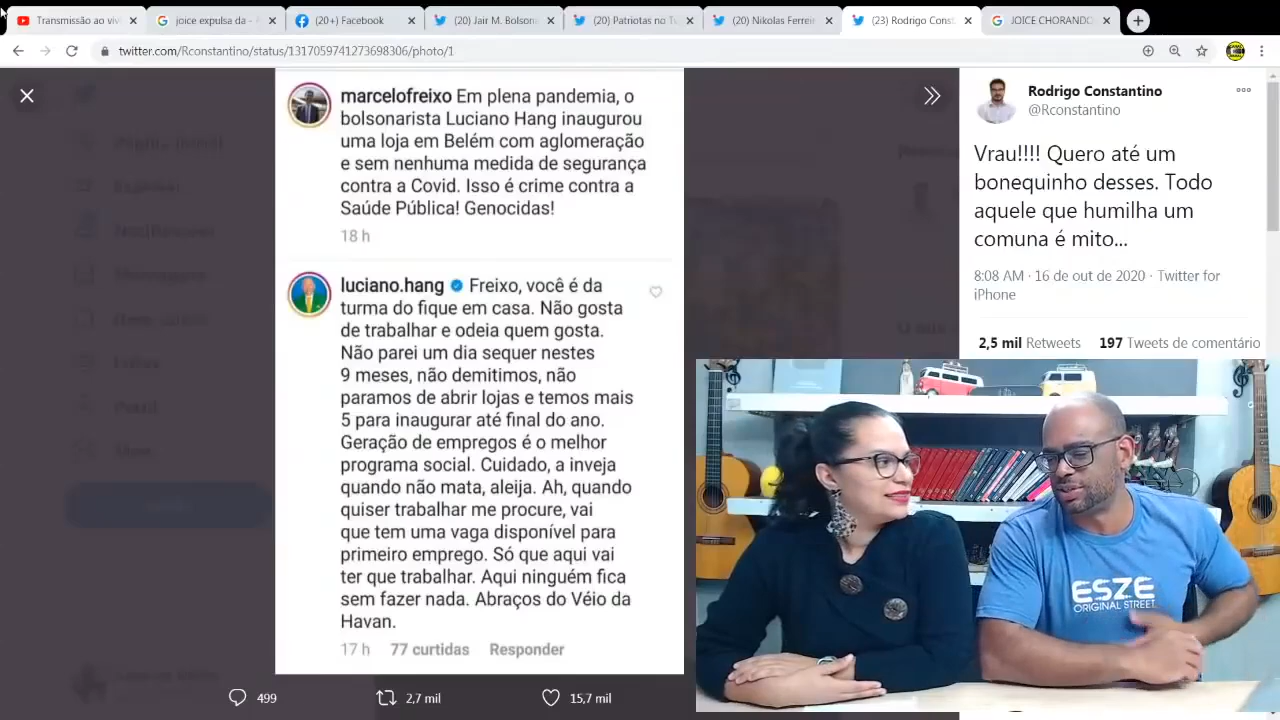 Transmissão ao viv
joice expulsa da -
(20+) Facebook
(20) Jair M. Bolson
(20) Patriotas no Tu
(20) Nikolas Ferreir
(23) Rodrigo Const
JOICE CHORANDO
twitter.com/Rconstantino/status/1317059741273698306/photo/1
marcelofreixo Em plena pandemia, o
bolsonarista Luciano Hang inaugurou
uma loja em Belém com aglomeração
e sem nenhuma medida de segurança
contra a Covid. Isso é crime contra a
Saúde Pública! Genocidas!
18 h
luciano.hang Freixo, você é da
turma do fique em casa. Não gosta
de trabalhar e odeia quem gosta.
Não parei um dia sequer nestes
9 meses, não demitimos, não
paramos de abrir lojas e temos mais
5 para inaugurar até final do ano.
Geração de empregos é o melhor
programa social. Cuidado, a inveja
quando não mata, aleija. Ah, quando
quiser trabalhar me procure, vai
que tem uma vaga disponível para
primeiro emprego. Só que aqui vai
ter que trabalhar. Aqui ninguém fica
sem fazer nada. Abraços do Véio da
Havan.
17 h 77 curtidas Responder
499 2,7 mil 15,7 mil
Rodrigo Constantino
@Rconstantino
Vrau!!!! Quero até um
bonequinho desses. Todo
aquele que humilha um
comuna é mito...
8:08 AM · 16 de out de 2020 · Twitter for
iPhone
2,5 mil Retweets 197 Tweets de comentário
ESZE
ORIGINAL STREET